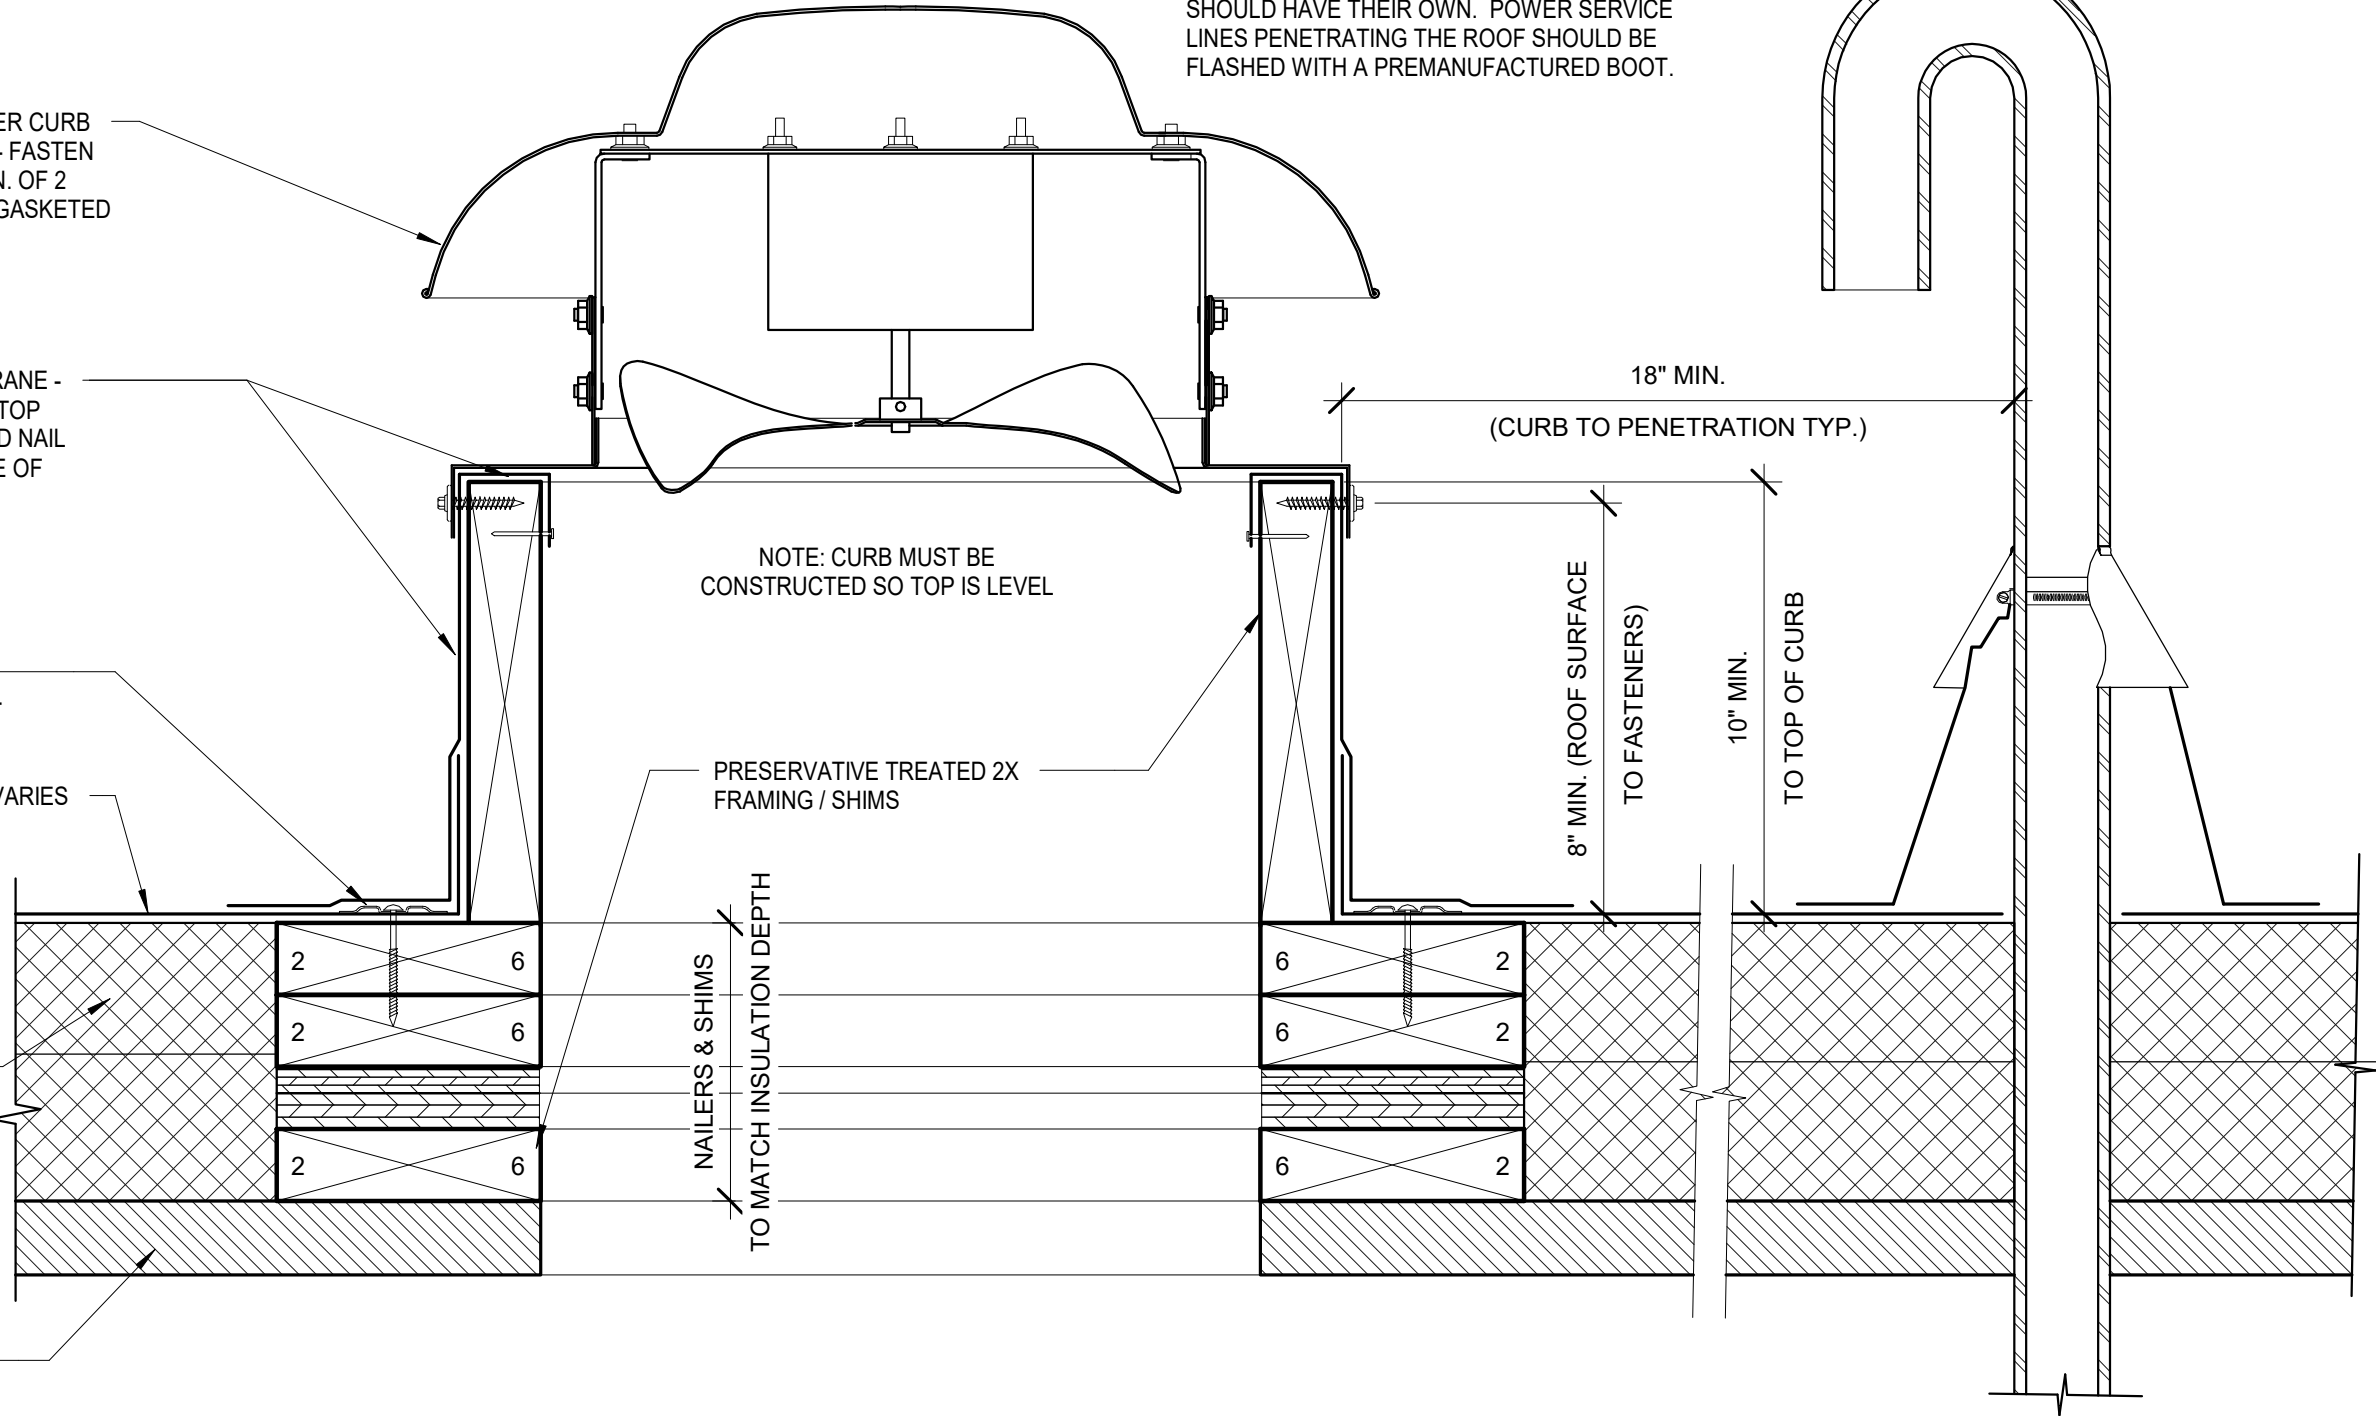 SHOULD HAVE THEIR OWN. POWER SERVICE
LINES PENETRATING THE ROOF SHOULD BE
FLASHED WITH A PREMANUFACTURED BOOT.
ER CURB
- FASTEN
N. OF 2
GASKETED
RANE -
TOP
D NAIL
E OF
VARIES
18" MIN.
(CURB TO PENETRATION TYP.)
NOTE: CURB MUST BE
CONSTRUCTED SO TOP IS LEVEL
PRESERVATIVE TREATED 2X
FRAMING / SHIMS
8" MIN. (ROOF SURFACE
TO FASTENERS)
10" MIN.
TO TOP OF CURB
NAILERS & SHIMS
TO MATCH INSULATION DEPTH
2 6
2 6
2 6
6 2
6 2
6 2